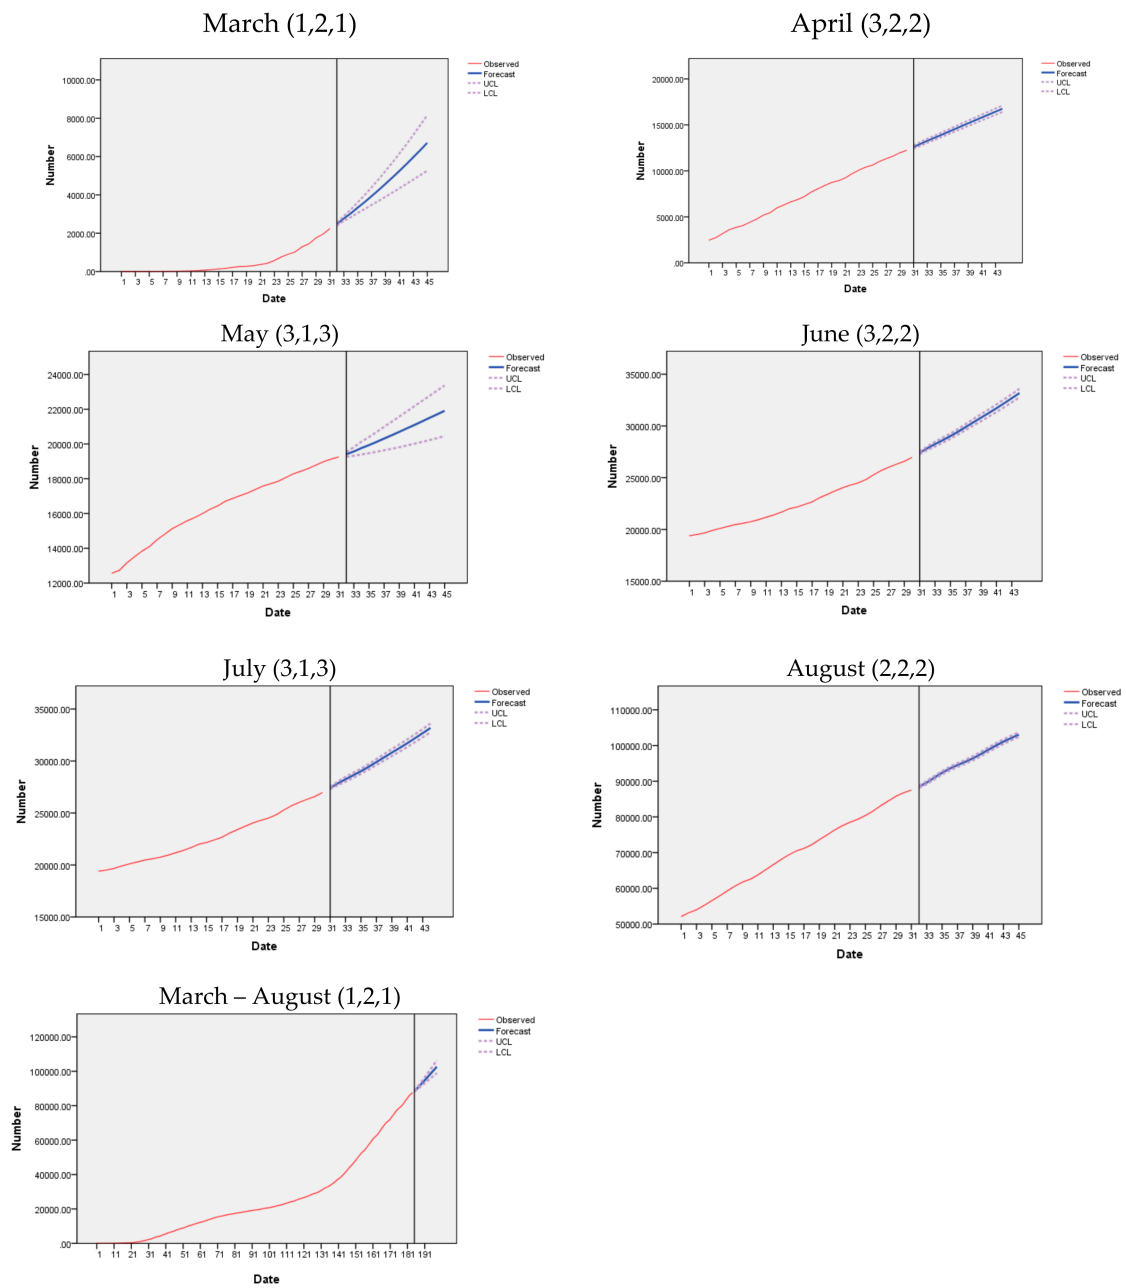 March (1,2,1)
10000.00
8000.00
6000.00
4000.00
2000.00
.00
Number
1 3 5 7 9 11 13 15 17 19 21 23 25 27 29 31 33 35 37 39 41 43 45
Date
Observed
Forecast
UCL
LCL
April (3,2,2)
20000.00
15000.00
10000.00
5000.00
.00
Number
1 3 5 7 9 11 13 15 17 19 21 23 25 27 29 31 33 35 37 39 41 43
Date
Observed
Forecast
UCL
LCL
May (3,1,3)
24000.00
22000.00
20000.00
18000.00
16000.00
14000.00
12000.00
Number
1 3 5 7 9 11 13 15 17 19 21 23 25 27 29 31 33 35 37 39 41 43 45
Date
Observed
Forecast
UCL
LCL
June (3,2,2)
35000.00
30000.00
25000.00
20000.00
15000.00
Number
1 3 5 7 9 11 13 15 17 19 21 23 25 27 29 31 33 35 37 39 41 43
Date
Observed
Forecast
UCL
LCL
July (3,1,3)
35000.00
30000.00
25000.00
20000.00
15000.00
Number
1 3 5 7 9 11 13 15 17 19 21 23 25 27 29 31 33 35 37 39 41 43
Date
Observed
Forecast
UCL
LCL
August (2,2,2)
110000.00
100000.00
90000.00
80000.00
70000.00
60000.00
50000.00
Number
1 3 5 7 9 11 13 15 17 19 21 23 25 27 29 31 33 35 37 39 41 43 45
Date
Observed
Forecast
UCL
LCL
March – August (1,2,1)
120000.00
100000.00
80000.00
60000.00
40000.00
20000.00
.00
Number
1 11 21 31 41 51 61 71 81 91 101 111 121 131 141 151 161 171 181 191
Date
Observed
Forecast
UCL
LCL